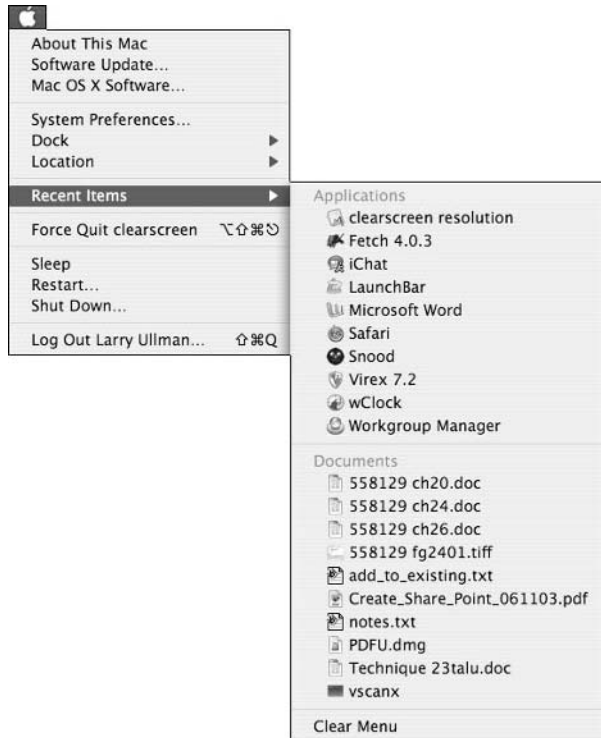 About This Mac
Software Update...
Mac OS X Software...
System Preferences...
Dock
Location
Recent Items
Force Quit clearscreen ⌥⇧⌘⎋
Sleep
Restart...
Shut Down...
Log Out Larry Ullman... ⇧⌘Q
Applications
clearscreen resolution
Fetch 4.0.3
iChat
LaunchBar
Microsoft Word
Safari
Snood
Virex 7.2
wClock
Workgroup Manager
Documents
558129 ch20.doc
558129 ch24.doc
558129 ch26.doc
558129 fg2401.tiff
add_to_existing.txt
Create_Share_Point_061103.pdf
notes.txt
PDFU.dmg
Technique 23talu.doc
vscanx
Clear Menu